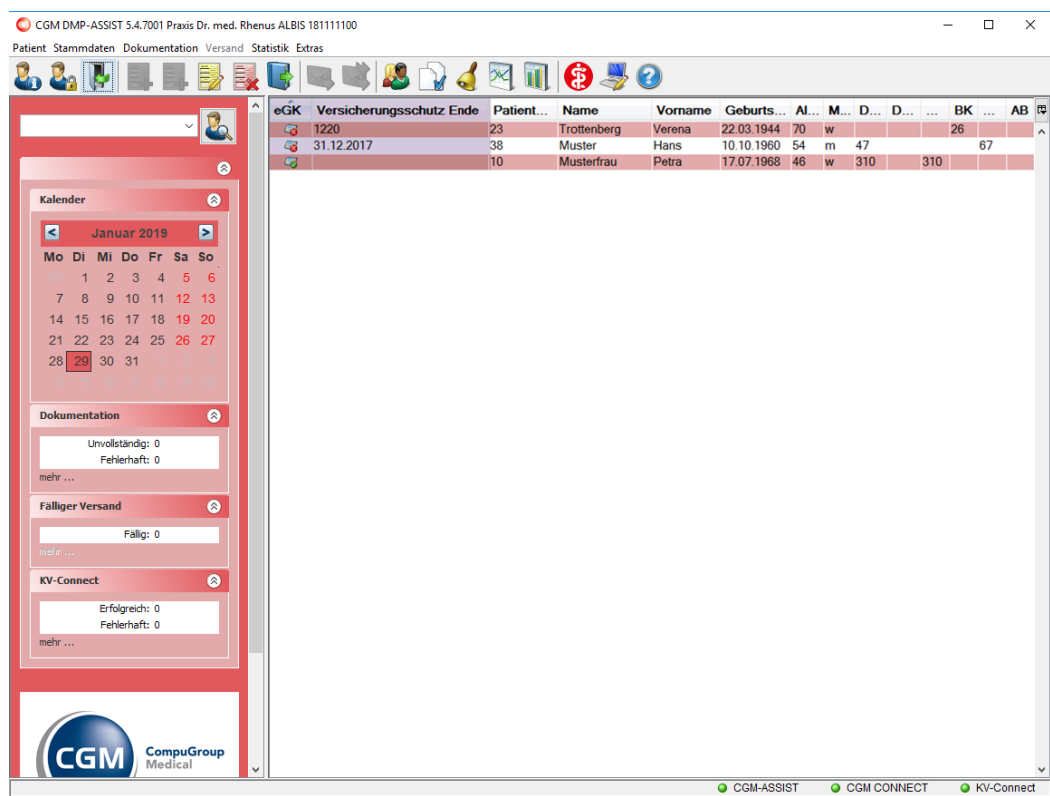 CGM DMP-ASSIST 5.4.7001 Praxis Dr. med. Rhenus ALBIS 181111100
Patient Stammdaten Dokumentation Versand Statistik Extras
eGK Versicherungsschutz Ende Patient... Name Vorname Geburts... Al... M... D... D... ... BK ... AB
1220 23 Trottenberg Verena 22.03.1944 70 w 26
31.12.2017 38 Muster Hans 10.10.1960 54 m 47 67
10 Musterfrau Petra 17.07.1968 46 w 310 310
Kalender
< Januar 2019 >
Mo Di Mi Do Fr Sa So
1 2 3 4 5 6
7 8 9 10 11 12 13
14 15 16 17 18 19 20
21 22 23 24 25 26 27
28 29 30 31
Dokumentation
Unvollständig: 0
Fehlerhaft: 0
mehr ...
Fälliger Versand
Fällig: 0
mehr ...
KV-Connect
Erfolgreich: 0
Fehlerhaft: 0
mehr ...
CGM CompuGroup
Medical
CGM-ASSIST CGM CONNECT KV-Connect